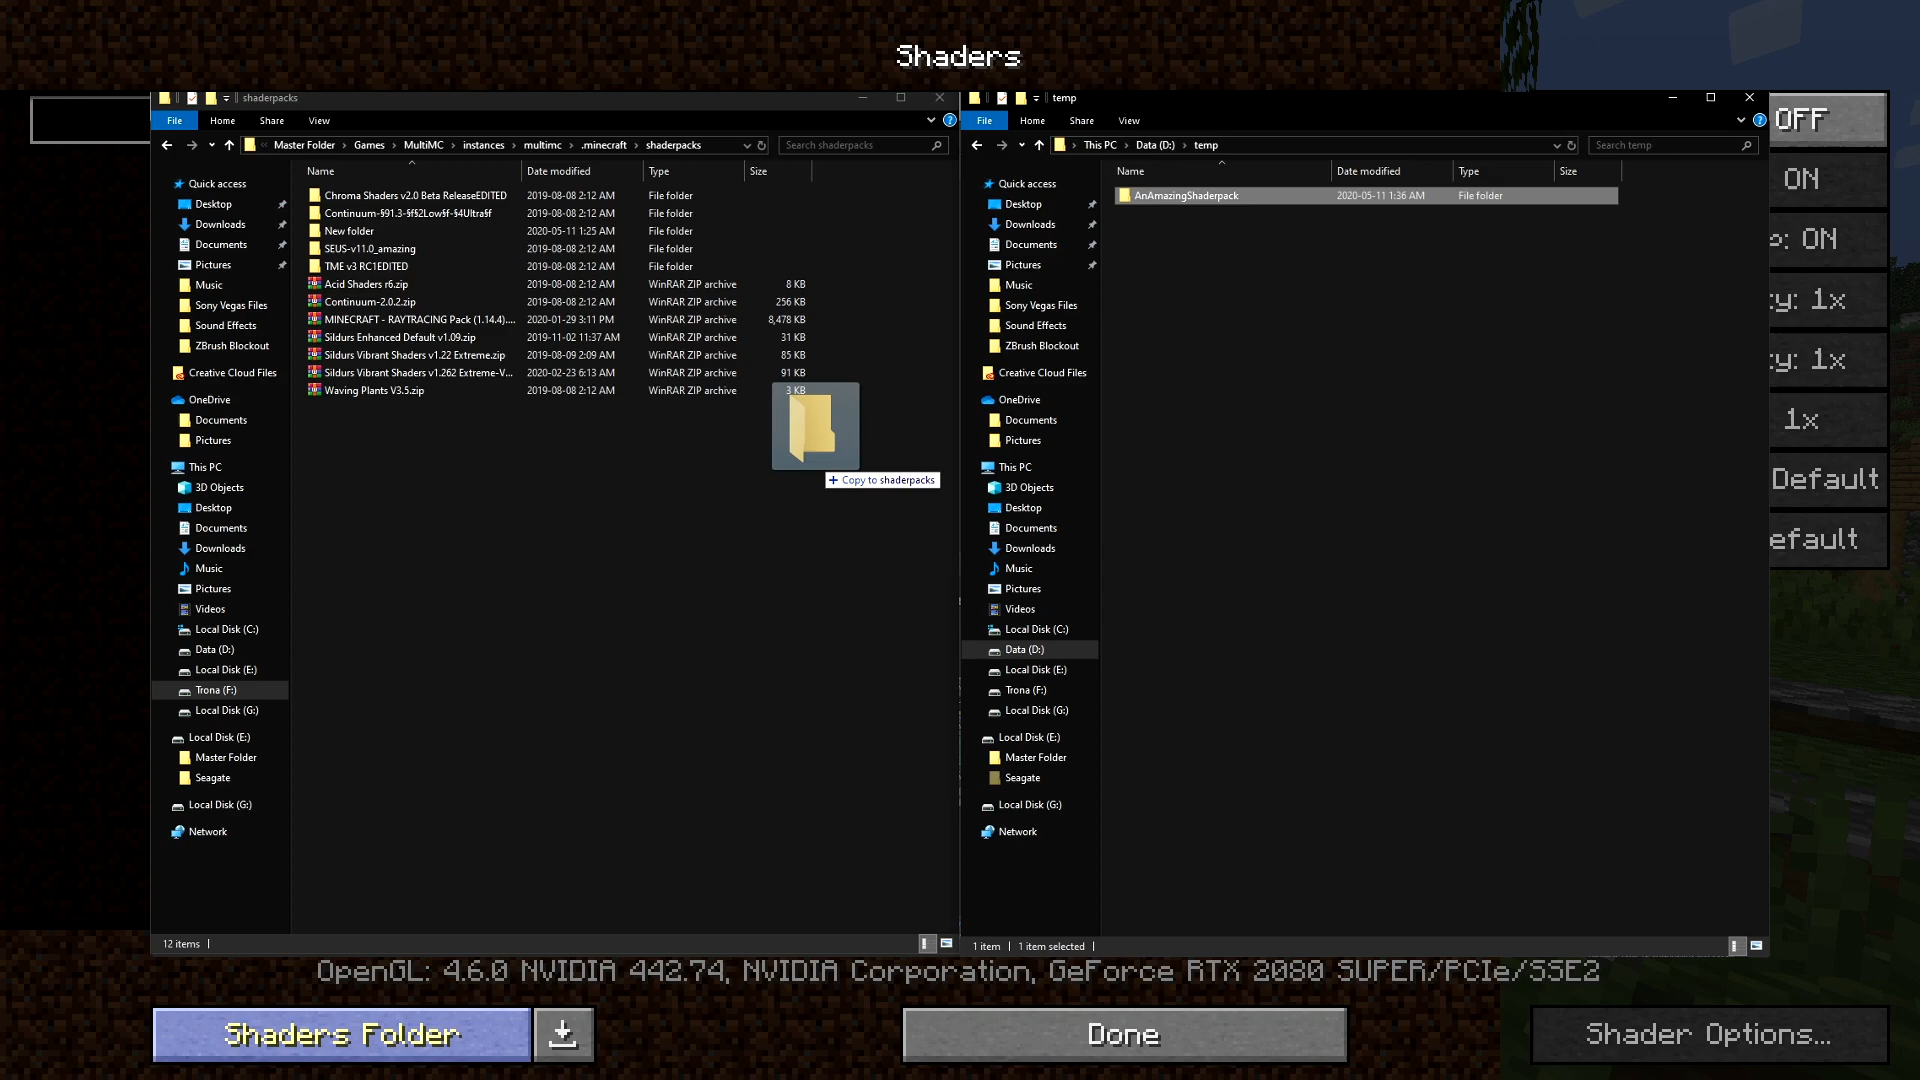 Shaders
shaderpacks
File Home Share View
Master Folder Games MultiMC instances multimc .minecraft shaderpacks
Search shaderpacks
Name Date modified Type Size
Quick access
Desktop
Downloads
Documents
Pictures
Music
Sony Vegas Files
Sound Effects
ZBrush Blockout
Creative Cloud Files
OneDrive
Documents
Pictures
This PC
3D Objects
Desktop
Documents
Downloads
Music
Pictures
Videos
Local Disk (C:)
Data (D:)
Local Disk (E:)
Trona (F:)
Local Disk (G:)
Local Disk (E:)
Master Folder
Seagate
Local Disk (G:)
Network
Chroma Shaders v2.0 Beta ReleaseEDITED 2019-08-08 2:12 AM File folder
Continuum-§91.3-§f§2Low§f-§4Ultra§f 2019-08-08 2:12 AM File folder
New folder 2020-05-11 1:25 AM File folder
SEUS-v11.0_amazing 2019-08-08 2:12 AM File folder
TME v3 RC1EDITED 2019-08-08 2:12 AM File folder
Acid Shaders r6.zip 2019-08-08 2:12 AM WinRAR ZIP archive 8 KB
Continuum-2.0.2.zip 2019-08-08 2:12 AM WinRAR ZIP archive 256 KB
MINECRAFT - RAYTRACING Pack (1.14.4).... 2020-01-29 3:11 PM WinRAR ZIP archive 8,478 KB
Sildurs Enhanced Default v1.09.zip 2019-11-02 11:37 AM WinRAR ZIP archive 31 KB
Sildurs Vibrant Shaders v1.22 Extreme.zip 2019-08-09 2:09 AM WinRAR ZIP archive 85 KB
Sildurs Vibrant Shaders v1.262 Extreme-V... 2020-02-23 6:13 AM WinRAR ZIP archive 91 KB
Waving Plants V3.5.zip 2019-08-08 2:12 AM WinRAR ZIP archive 3 KB
+ Copy to shaderpacks
12 items
temp
File Home Share View
This PC Data (D:) temp
Search temp
Name Date modified Type Size
Quick access
Desktop
Downloads
Documents
Pictures
Music
Sony Vegas Files
Sound Effects
ZBrush Blockout
Creative Cloud Files
OneDrive
Documents
Pictures
This PC
3D Objects
Desktop
Documents
Downloads
Music
Pictures
Videos
Local Disk (C:)
Data (D:)
Local Disk (E:)
Trona (F:)
Local Disk (G:)
Local Disk (E:)
Master Folder
Seagate
Local Disk (G:)
Network
AnAmazingShaderpack 2020-05-11 1:36 AM File folder
1 item 1 item selected
OFF
ON
: ON
y: 1x
y: 1x
1x
Default
efault
OpenGL: 4.6.0 NVIDIA 442.74, NVIDIA Corporation, GeForce RTX 2080 SUPER/PCIe/SSE2
Shaders Folder
Done
Shader Options...